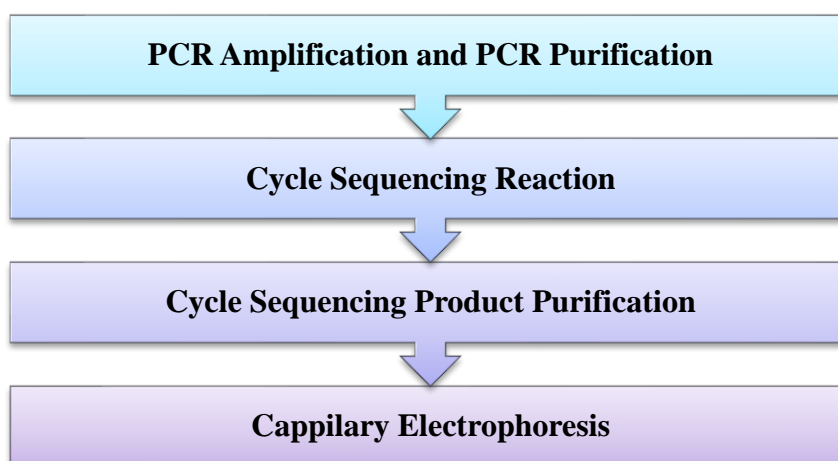 PCR Amplification and PCR Purification
Cycle Sequencing Reaction
Cycle Sequencing Product Purification
Cappilary Electrophoresis